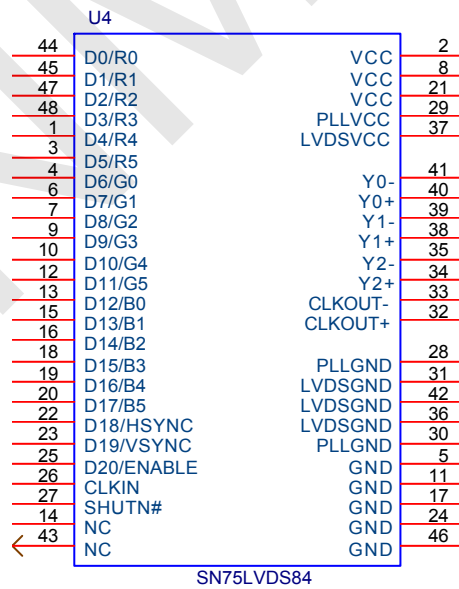 U4
44 D0/R0 VCC 2
45 D1/R1 VCC 8
47 D2/R2 VCC 21
48 D3/R3 PLLVCC 29
1 D4/R4 LVDSVCC 37
3 D5/R5
4 D6/G0 Y0- 41
6 D7/G1 Y0+ 40
7 D8/G2 Y1- 39
9 D9/G3 Y1+ 38
10 D10/G4 Y2- 35
12 D11/G5 Y2+ 34
13 D12/B0 CLKOUT- 33
15 D13/B1 CLKOUT+ 32
16 D14/B2
18 D15/B3 PLLGND 28
19 D16/B4 LVDSGND 31
20 D17/B5 LVDSGND 42
22 D18/HSYNC LVDSGND 36
23 D19/VSYNC PLLGND 30
25 D20/ENABLE GND 5
26 CLKIN GND 11
27 SHUTN# GND 17
14 NC GND 24
43 NC GND 46
SN75LVDS84